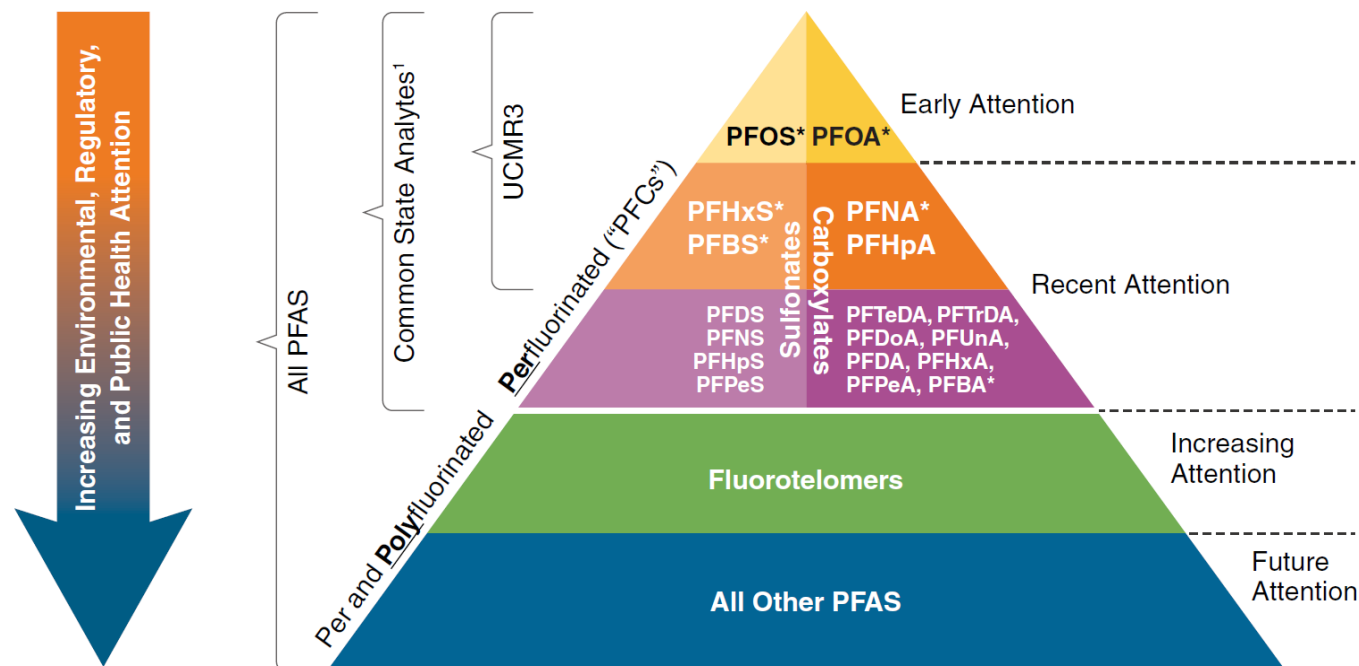 Increasing Environmental, Regulatory,
and Public Health Attention
All PFAS
Common State Analytes¹
UCMR3
Perfluorinated (“PFCs”)
Per and Polyfluorinated
PFOS* PFOA*
Early Attention
PFHxS*
PFBS*
PFNA*
PFHpA
Sulfonates
Carboxylates
Recent Attention
PFDS
PFNS
PFHpS
PFPeS
PFTeDA, PFTrDA,
PFDoA, PFUnA,
PFDA, PFHxA,
PFPeA, PFBA*
Fluorotelomers
Increasing
Attention
All Other PFAS
Future
Attention